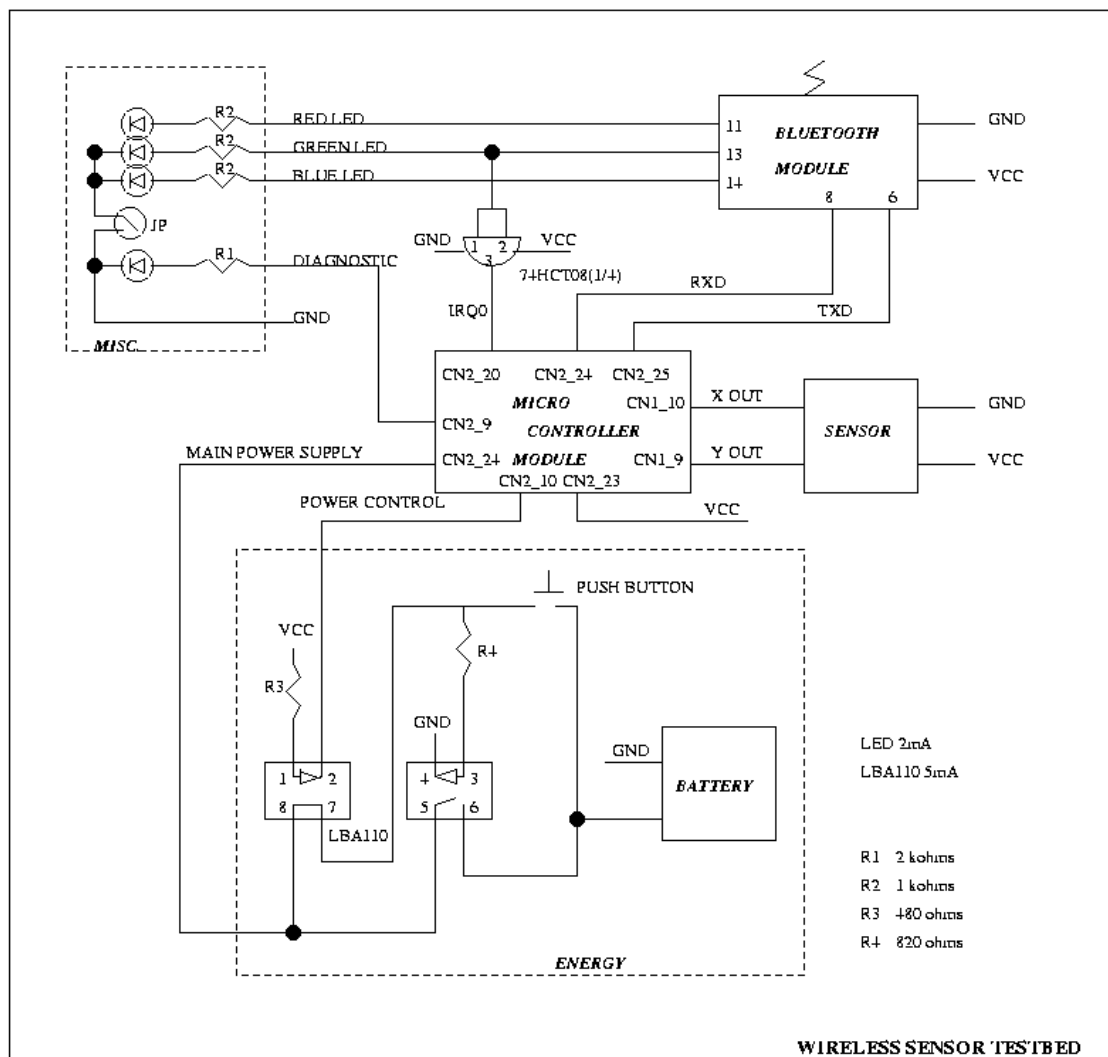 R2 RED LED
R2 GREEN LED
R2 BLUE LED
JP
R1 DIAGNOSTIC
GND
MISC.
11 BLUETOOTH
13
14 MODULE
8 6
GND
VCC
GND 1 2 VCC
3
74HCT08(1/4)
IRQ0
RXD
TXD
CN2_20 CN2_24 CN2_25
MICRO CN1_10
CN2_9 CONTROLLER
CN2_24 MODULE CN1_9
CN2_10 CN2_23
X OUT
Y OUT
SENSOR
GND
VCC
MAIN POWER SUPPLY
POWER CONTROL
VCC
PUSH BUTTON
VCC
R3
R4
GND
1 2
8 7
LBA110
4 3
5 6
GND
BATTERY
ENERGY
LED 2mA
LBA110 5mA
R1 2 kohms
R2 1 kohms
R3 480 ohms
R4 820 ohms
WIRELESS SENSOR TESTBED